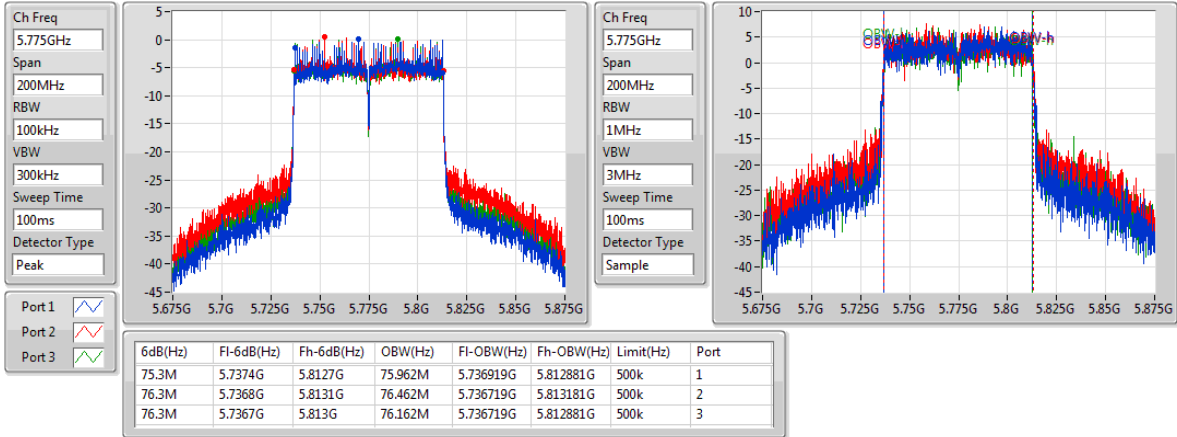 Ch Freq
5.775GHz
Span
200MHz
RBW
100kHz
VBW
300kHz
Sweep Time
100ms
Detector Type
Peak
Port 1
Port 2
Port 3
5
0
-5
-10
-15
-20
-25
-30
-35
-40
-45
5.675G 5.7G 5.725G 5.75G 5.775G 5.8G 5.825G 5.85G 5.875G
Ch Freq
5.775GHz
Span
200MHz
RBW
1MHz
VBW
3MHz
Sweep Time
100ms
Detector Type
Sample
10
5
0
-5
-10
-15
-20
-25
-30
-35
-40
-45
5.675G 5.7G 5.725G 5.75G 5.775G 5.8G 5.825G 5.85G 5.875G
6dB(Hz) Fl-6dB(Hz) Fh-6dB(Hz) OBW(Hz) Fl-OBW(Hz) Fh-OBW(Hz) Limit(Hz) Port
75.3M 5.7374G 5.8127G 75.962M 5.736919G 5.812881G 500k 1
76.3M 5.7368G 5.8131G 76.462M 5.736719G 5.813181G 500k 2
76.3M 5.7367G 5.813G 76.162M 5.736719G 5.812881G 500k 3